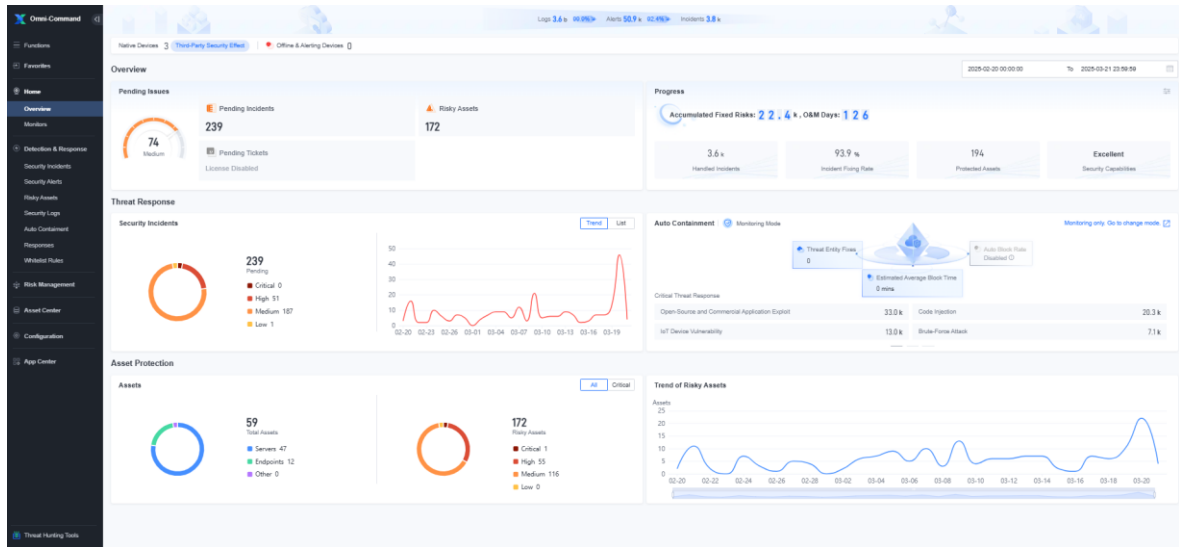 Omni-Command
Functions
Favorites
Home
Overview
Monitors
Detection & Response
Security Incidents
Security Alerts
Risky Assets
Security Logs
Auto Containment
Responses
Whitelist Rules
Risk Management
Asset Center
Configuration
App Center
Threat Hunting Tools
Logs 3.6 b Alerts 50.9 k Incidents 3.8 k
Native Devices 3 Third-Party Security Effect Offline & Alerting Devices 0
Overview
2025-02-20 00:00:00 To 2025-03-21 23:59:59
Pending Issues
74
Medium
Pending Incidents
239
Risky Assets
172
Pending Tickets
License Disabled
Progress
Accumulated Fixed Risks: 22.4 k , O&M Days: 126
3.6 k
Handled Incidents
93.9 %
Incident Fixing Rate
194
Protected Assets
Excellent
Security Capabilities
Threat Response
Security Incidents
Trend List
239
Pending
Critical 0
High 51
Medium 187
Low 1
50
40
30
20
10
0
02-20 02-23 02-26 03-01 03-04 03-07 03-10 03-13 03-16 03-19
Auto Containment Monitoring Mode
Monitoring only. Go to change mode.
Threat Entity Fixes
0
Auto Block Rate
Disabled
Estimated Average Block Time
0 mins
Critical Threat Response
Open-Source and Commercial Application Exploit 33.0 k Code Injection 20.3 k
IoT Device Vulnerability 13.0 k Brute-Force Attack 7.1 k
Asset Protection
Assets
All Critical
59
Total Assets
Servers 47
Endpoints 12
Other 0
172
Risky Assets
Critical 1
High 55
Medium 116
Low 0
Trend of Risky Assets
Assets
25
20
15
10
5
0
02-20 02-22 02-24 02-26 02-28 03-02 03-04 03-06 03-08 03-10 03-12 03-14 03-16 03-18 03-20